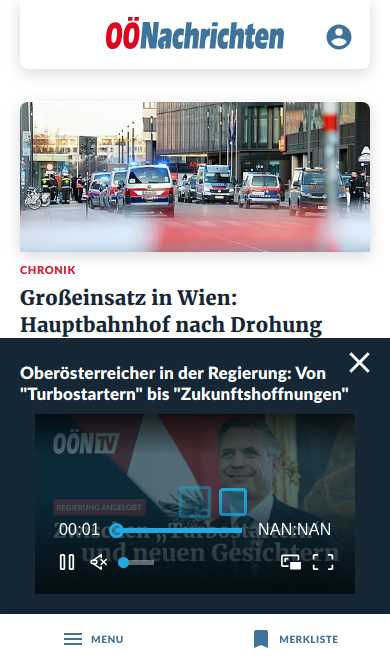 OÖNachrichten
CHRONIK
Großeinsatz in Wien:
Hauptbahnhof nach Drohung
Oberösterreicher in der Regierung: Von
"Turbostartern" bis "Zukunftshoffnungen"
OÖN TV
REGIERUNG ANGELOBT
Zwischen „Turbostartern“
und neuen Gesichtern
00:01
NAN:NAN
MENU
MERKLISTE